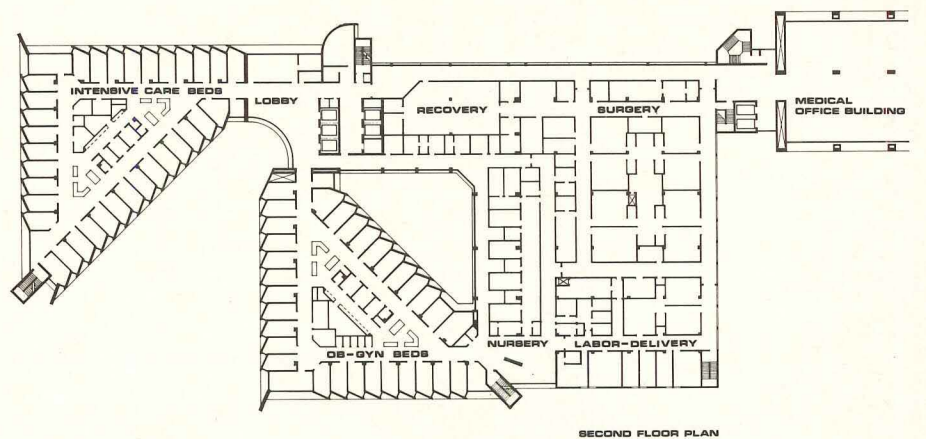 INTENSIVE CARE BEDS
LOBBY
RECOVERY
SURGERY
MEDICAL
OFFICE BUILDING
OB-GYN BEDS
NURSERY
LABOR-DELIVERY
SECOND FLOOR PLAN